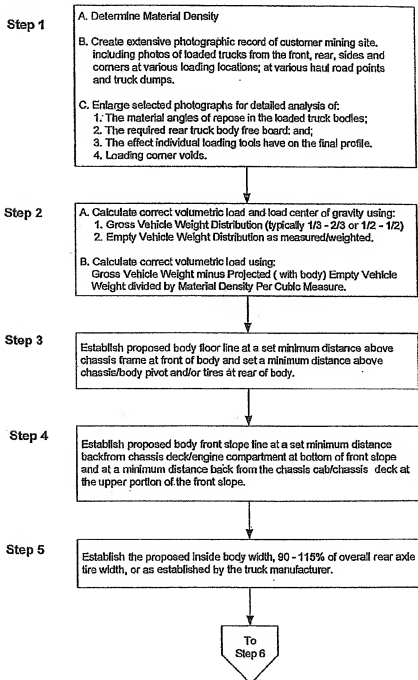 Step 1
A. Determine Material Density
B. Create extensive photographic record of customer mining site.
including photos of loaded trucks from the front, rear, sides and
corners at various loading locations; at various haul road points
and truck dumps.
C. Enlarge selected photographs for detailed analysis of:
1. The material angles of repose in the loaded truck bodies;
2. The required rear truck body free board: and;
3. The effect individual loading tools have on the final profile.
4. Loading corner voids.
Step 2
A. Calculate correct volumetric load and load center of gravity using:
1. Gross Vehicle Weight Distribution (typically 1/3 - 2/3 or 1/2 - 1/2)
2. Empty Vehicle Weight Distribution as measured/weighted.
B. Calculate correct volumetric load using:
Gross Vehicle Weight minus Projected ( with body) Empty Vehicle
Weight divided by Material Density Per Cubic Measure.
Step 3
Establish proposed body floor line at a set minimum distance above
chassis frame at front of body and set a minimum distance above
chassis/body pivot and/or tires at rear of body.
Step 4
Establish proposed body front slope line at a set minimum distance
backfrom chassis deck/engine compartment at bottom of front slope
and at a minimum distance back from the chassis cab/chassis deck at
the upper portion of the front slope.
Step 5
Establish the proposed inside body width, 90 - 115% of overall rear axle
tire width, or as established by the truck manufacturer.
To
Step 6